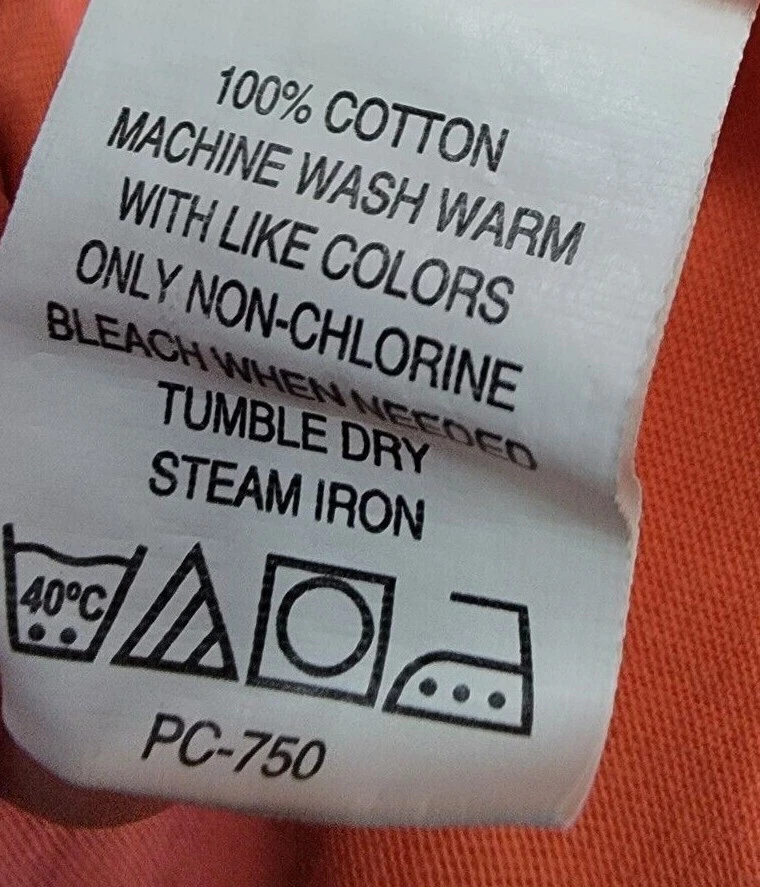 100% COTTON
MACHINE WASH WARM
WITH LIKE COLORS
ONLY NON-CHLORINE
BLEACH WHEN NEEDED
TUMBLE DRY
STEAM IRON
40ºC
PC-750